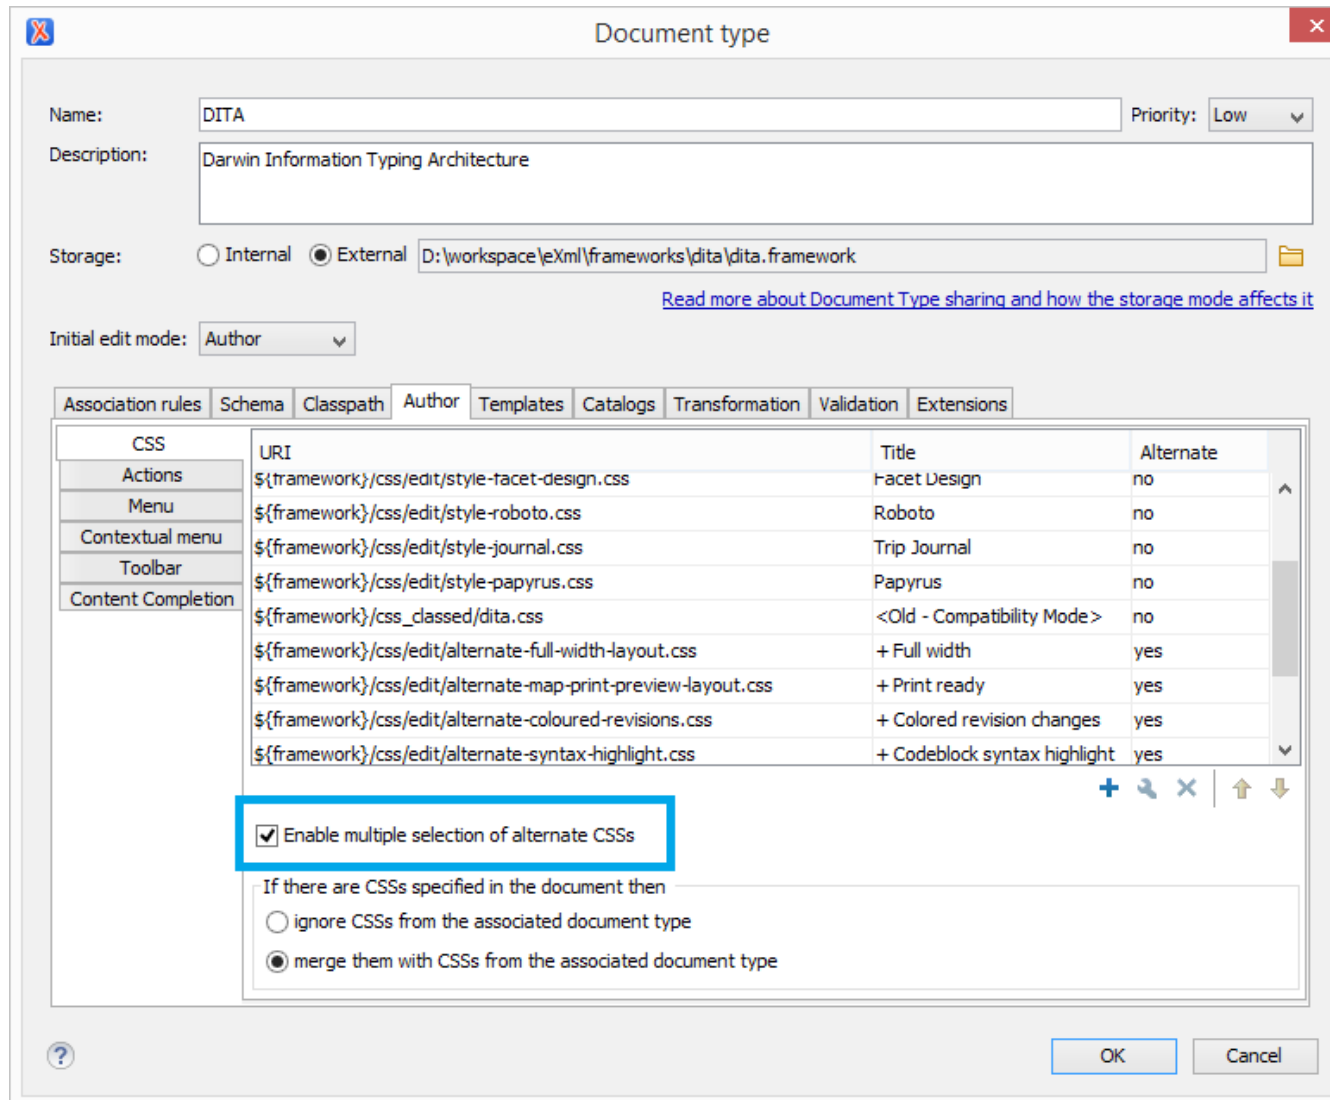 Document type
Name: DITA Priority: Low
Description: Darwin Information Typing Architecture
Storage: Internal External D:\workspace\eXml\frameworks\dita\dita.framework
Read more about Document Type sharing and how the storage mode affects it
Initial edit mode: Author
Association rules Schema Classpath Author Templates Catalogs Transformation Validation Extensions
CSS
Actions
Menu
Contextual menu
Toolbar
Content Completion
URI Title Alternate
${framework}/css/edit/style-facet-design.css Facet Design no
${framework}/css/edit/style-roboto.css Roboto no
${framework}/css/edit/style-journal.css Trip Journal no
${framework}/css/edit/style-papyrus.css Papyrus no
${framework}/css_classed/dita.css <Old - Compatibility Mode> no
${framework}/css/edit/alternate-full-width-layout.css + Full width yes
${framework}/css/edit/alternate-map-print-preview-layout.css + Print ready yes
${framework}/css/edit/alternate-coloured-revisions.css + Colored revision changes yes
${framework}/css/edit/alternate-syntax-highlight.css + Codeblock syntax highlight yes
Enable multiple selection of alternate CSSs
If there are CSSs specified in the document then
ignore CSSs from the associated document type
merge them with CSSs from the associated document type
? OK Cancel